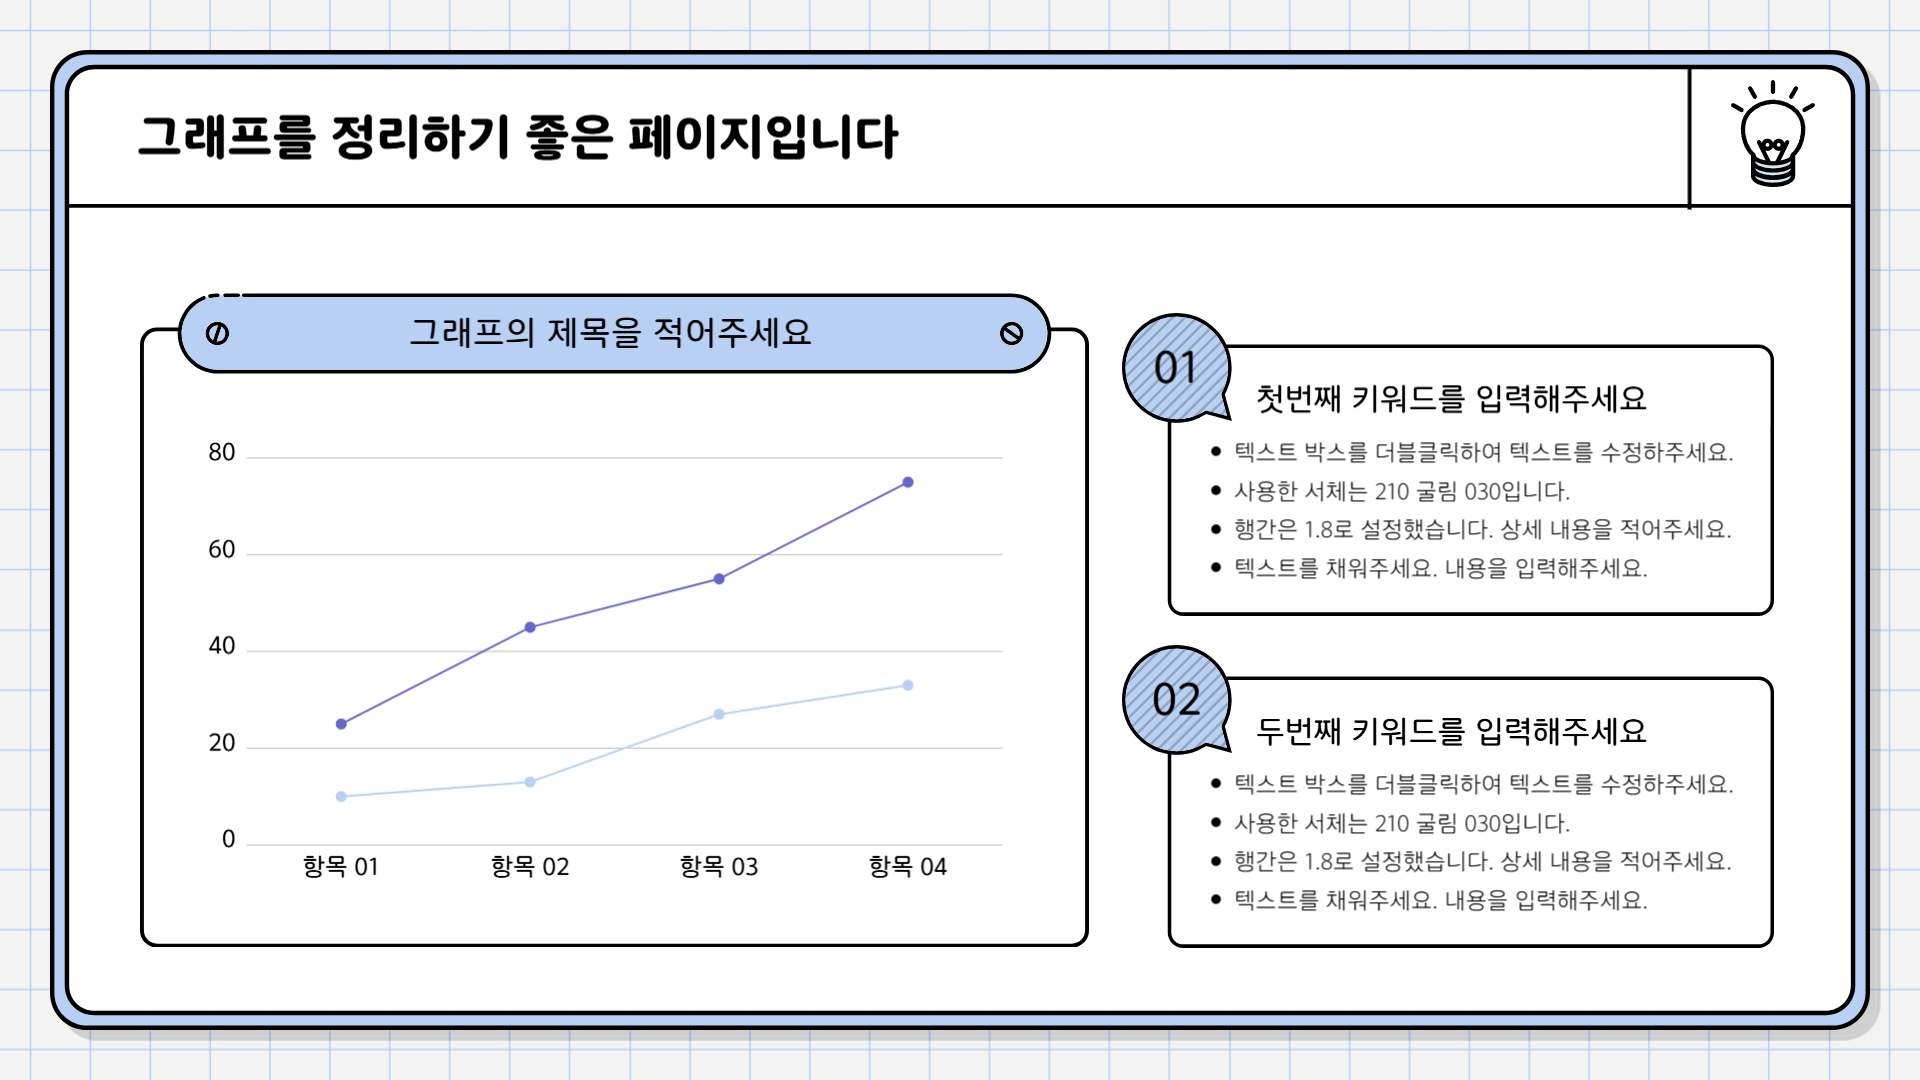 그래프를 정리하기 좋은 페이지입니다
그래프의 제목을 적어주세요
80
60
40
20
0
항목 01 항목 02 항목 03 항목 04
01
첫번째 키워드를 입력해주세요
• 텍스트 박스를 더블클릭하여 텍스트를 수정하주세요.
• 사용한 서체는 210 굴림 030입니다.
• 행간은 1.8로 설정했습니다. 상세 내용을 적어주세요.
• 텍스트를 채워주세요. 내용을 입력해주세요.
02
두번째 키워드를 입력해주세요
• 텍스트 박스를 더블클릭하여 텍스트를 수정하주세요.
• 사용한 서체는 210 굴림 030입니다.
• 행간은 1.8로 설정했습니다. 상세 내용을 적어주세요.
• 텍스트를 채워주세요. 내용을 입력해주세요.